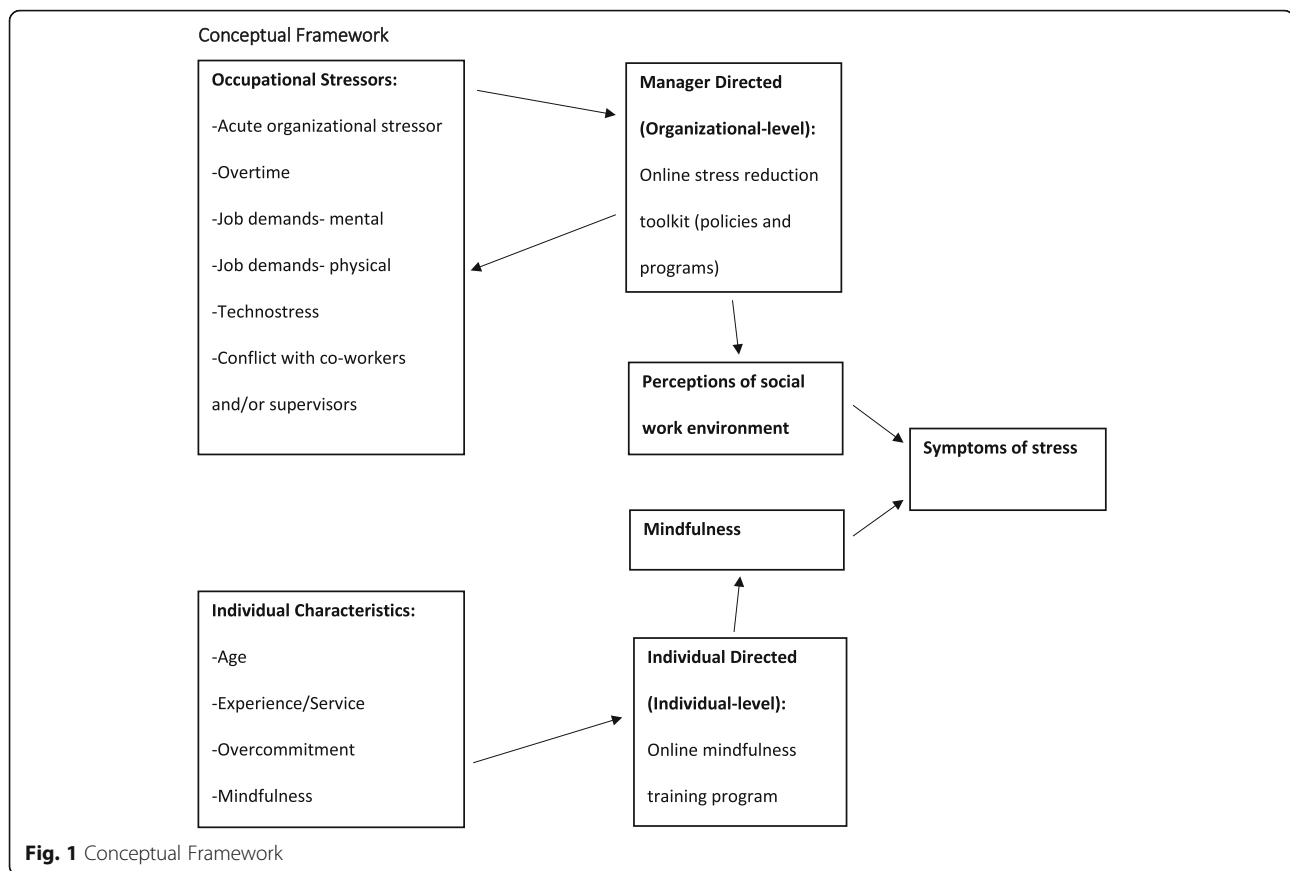 Conceptual Framework
Occupational Stressors:
-Acute organizational stressor
-Overtime
-Job demands- mental
-Job demands- physical
-Technostress
-Conflict with co-workers
and/or supervisors
Manager Directed
(Organizational-level):
Online stress reduction
toolkit (policies and
programs)
Perceptions of social
work environment
Symptoms of stress
Mindfulness
Individual Characteristics:
-Age
-Experience/Service
-Overcommitment
-Mindfulness
Individual Directed
(Individual-level):
Online mindfulness
training program
Fig. 1 Conceptual Framework